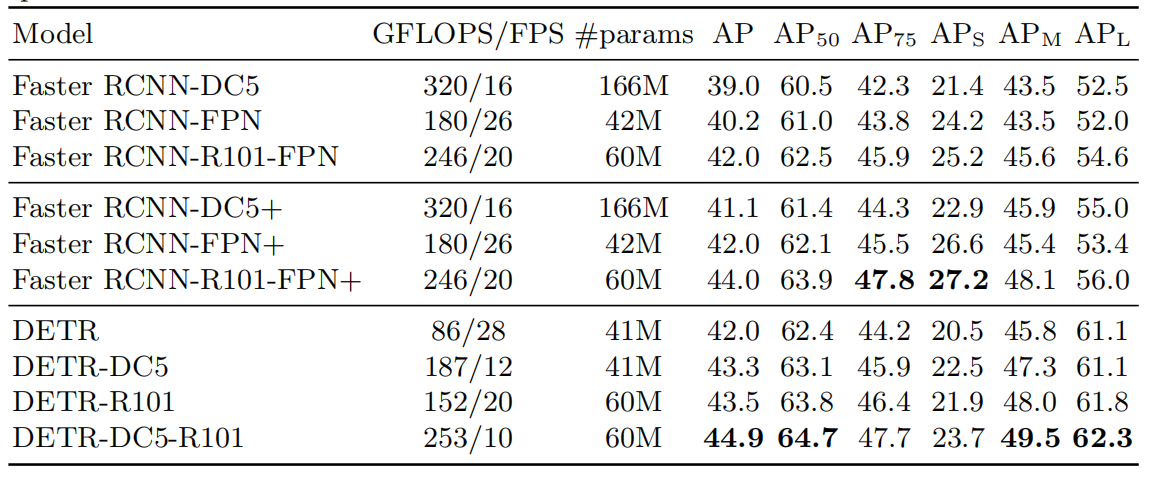 Model GFLOPS/FPS #params AP AP50 AP75 APS APM APL
Faster RCNN-DC5 320/16 166M 39.0 60.5 42.3 21.4 43.5 52.5
Faster RCNN-FPN 180/26 42M 40.2 61.0 43.8 24.2 43.5 52.0
Faster RCNN-R101-FPN 246/20 60M 42.0 62.5 45.9 25.2 45.6 54.6
Faster RCNN-DC5+ 320/16 166M 41.1 61.4 44.3 22.9 45.9 55.0
Faster RCNN-FPN+ 180/26 42M 42.0 62.1 45.5 26.6 45.4 53.4
Faster RCNN-R101-FPN+ 246/20 60M 44.0 63.9 47.8 27.2 48.1 56.0
DETR 86/28 41M 42.0 62.4 44.2 20.5 45.8 61.1
DETR-DC5 187/12 41M 43.3 63.1 45.9 22.5 47.3 61.1
DETR-R101 152/20 60M 43.5 63.8 46.4 21.9 48.0 61.8
DETR-DC5-R101 253/10 60M 44.9 64.7 47.7 23.7 49.5 62.3